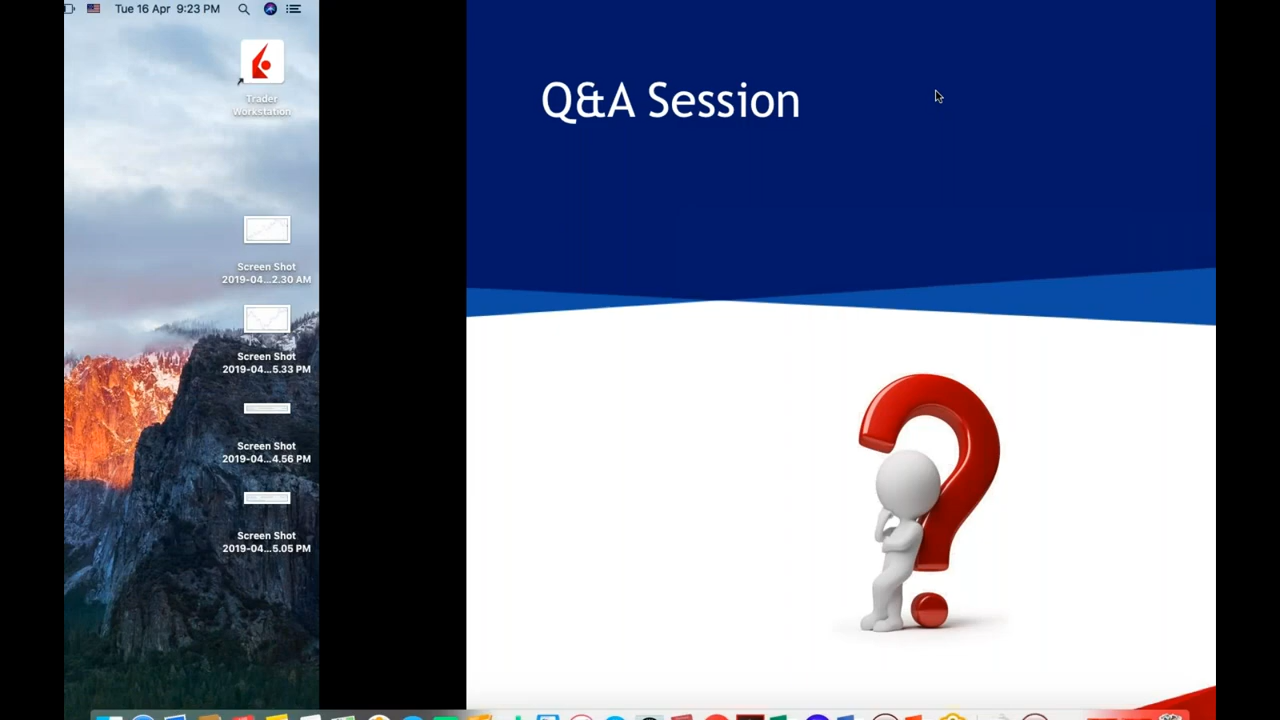 Tue 16 Apr 9:23 PM
Trader
Workstation
Screen Shot
2019-04...2.30 AM
Screen Shot
2019-04...5.33 PM
Screen Shot
2019-04...4.56 PM
Screen Shot
2019-04...5.05 PM
Q&A Session